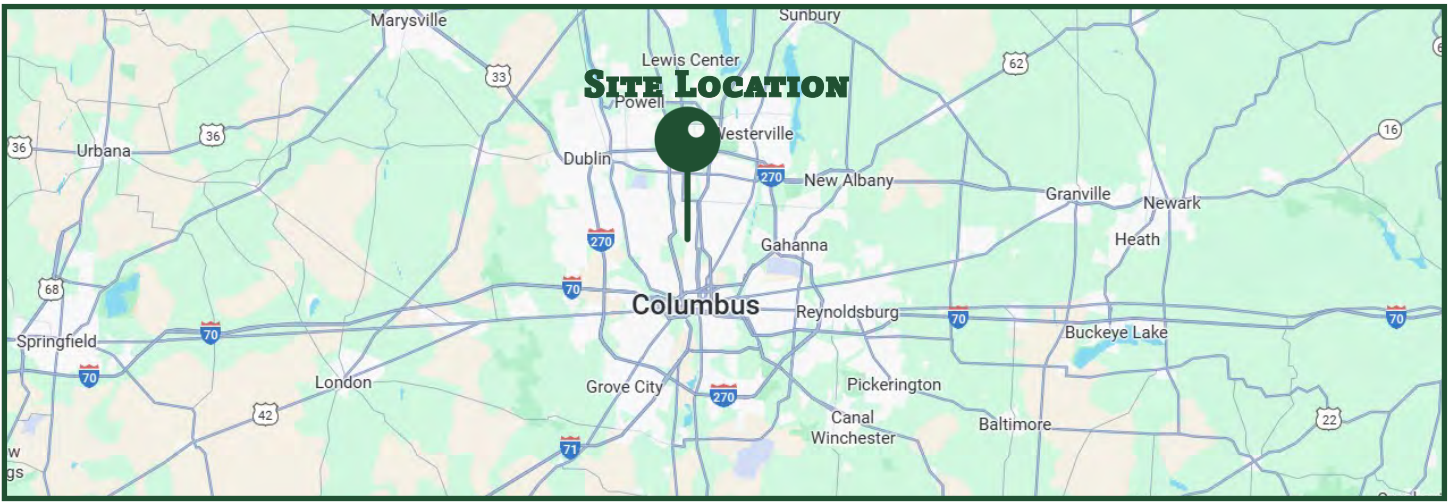 Marysville
Sunbury
Lewis Center
62
33
SITE LOCATION
Powell
36
16
Westerville
36
Urbana
Dublin
270
New Albany
Granville
Newark
270
Gahanna
Heath
68
70
Columbus
Reynoldsburg
70
70
70
Springfield
Buckeye Lake
70
London
Grove City
270
Pickerington
42
Canal
Winchester
Baltimore
22
71
w
gs